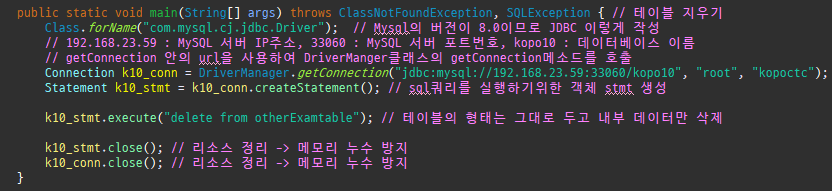 public static void main(String[] args) throws ClassNotFoundException, SQLException { // 테이블 지우기
Class.forName("com.mysql.cj.jdbc.Driver");  // Mysql의 버전이 8.0이므로 JDBC 이렇게 작성
// 192.168.23.59 : MySQL 서버 IP주소, 33060 : MySQL 서버 포트번호, kopo10 : 데이터베이스 이름
// getConnection 안의 url을 사용하여 DriverManger클래스의 getConnection메소드를 호출
Connection k10_conn = DriverManager.getConnection("jdbc:mysql://192.168.23.59:33060/kopo10", "root", "kopoctc");
Statement k10_stmt = k10_conn.createStatement(); // sql쿼리를 실행하기위한 객체 stmt 생성
k10_stmt.execute("delete from otherExamtable"); // 테이블의 형태는 그대로 두고 내부 데이터만 삭제
k10_stmt.close(); // 리소스 정리 -> 메모리 누수 방지
k10_conn.close(); // 리소스 정리 -> 메모리 누수 방지
}